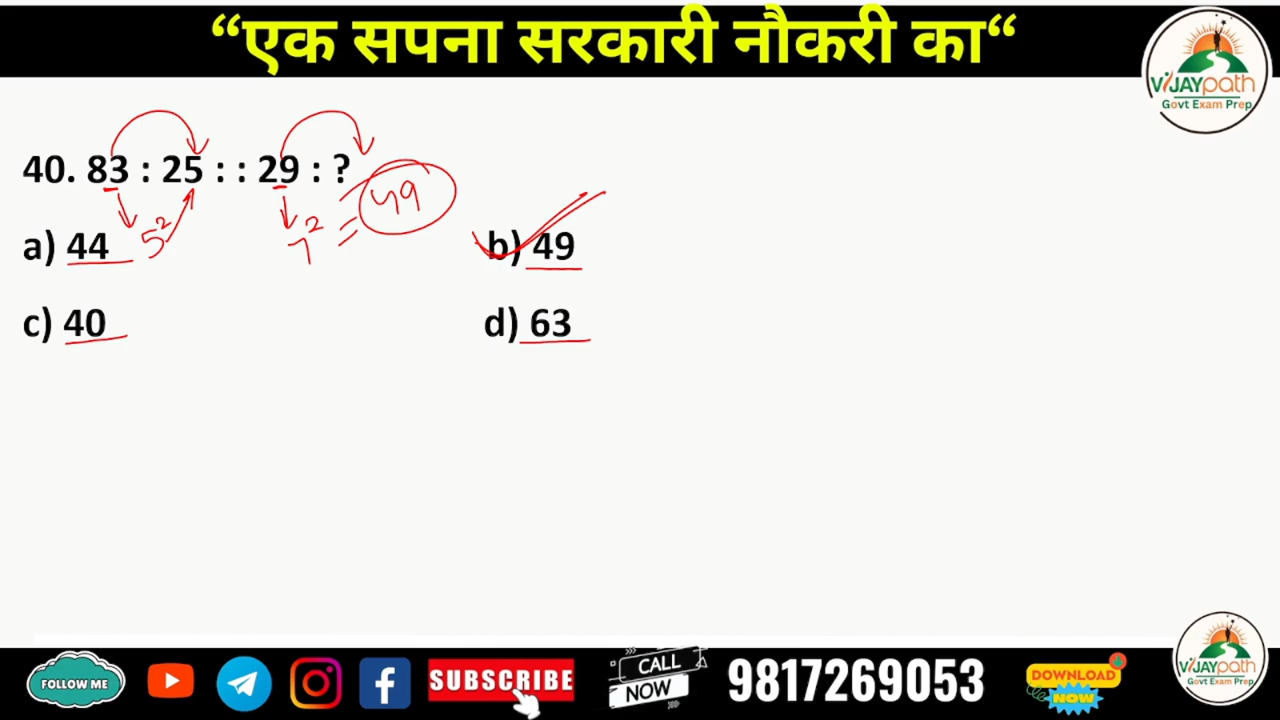 “एक सपना सरकारी नौकरी का“
VIJAYpath
Govt Exam Prep
40. 83 : 25 : : 29 : ?
5² 7² = 49
a) 44 b) 49
c) 40 d) 63
VIJAYpath
Govt Exam Prep
FOLLOW ME SUBSCRIBE CALL NOW 9817269053 DOWNLOAD NOW